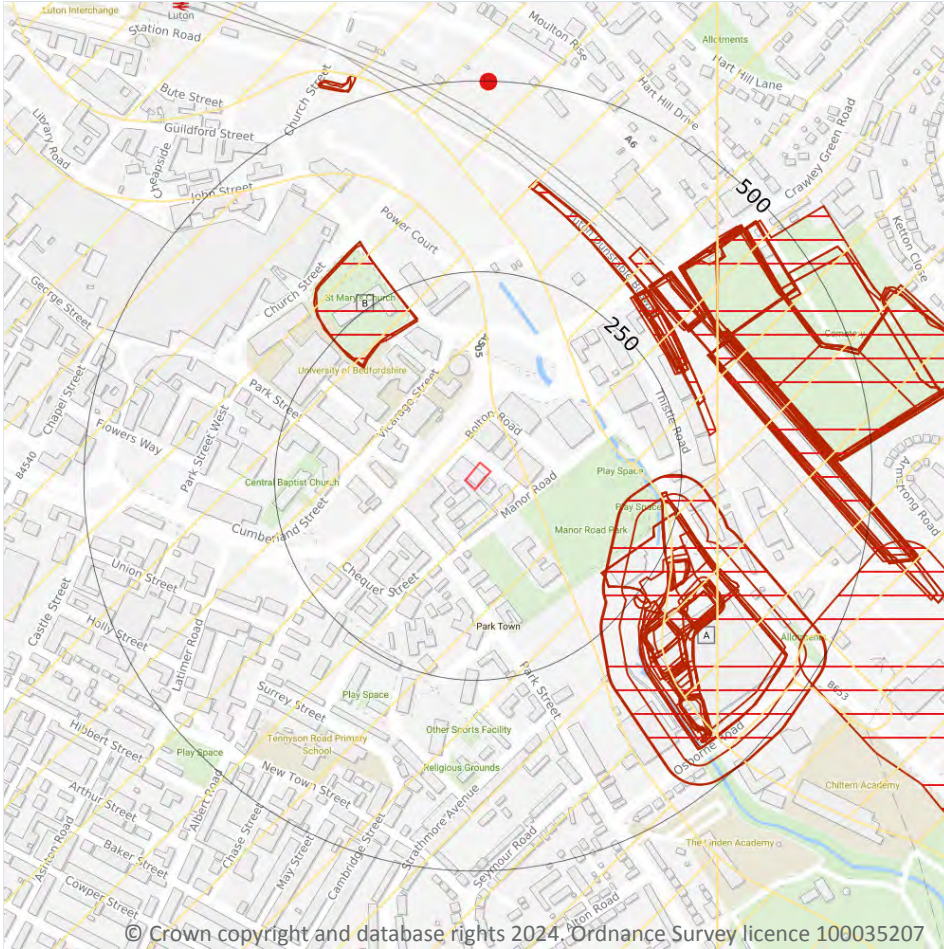 Luton Interchange
Luton
Station Road
Moulton Rise
Allotments
Hart Hill Lane
Hart Hill Drive
Bute Street
Church Street
Guildford Street
Library Road
Cheapside
John Street
A6
Crawley Green Road
500
Ketton Close
Power Court
Church Street
St Mary's Church
B
George Street
250
A505
University of Bedfordshire
Vicarage Street
Park Street
Chapel Street
Flowers Way
Park Street West
B4540
Bolton Road
Thistle Road
Central Baptist Church
Cumberland Street
Manor Road
Play Space
Play Space
Manor Road Park
Armstrong Road
Union Street
Chequer Street
Castle Street
Holly Street
Latimer Road
Park Town
A
Allotments
B653
Park Street
Surrey Street
Play Space
Other Sports Facility
Osborne Road
Hibbert Street
Play Space
Tennyson Road Primary
School
New Town Street
Religious Grounds
Chiltern Academy
Arthur Street
Albert Road
Strathmore Avenue
Ashton Road
Baker Street
Chase Street
May Street
Cambridge Street
Seymour Road
The Linden Academy
Cowper Street
Alton Road
© Crown copyright and database rights 2024. Ordnance Survey licence 100035207